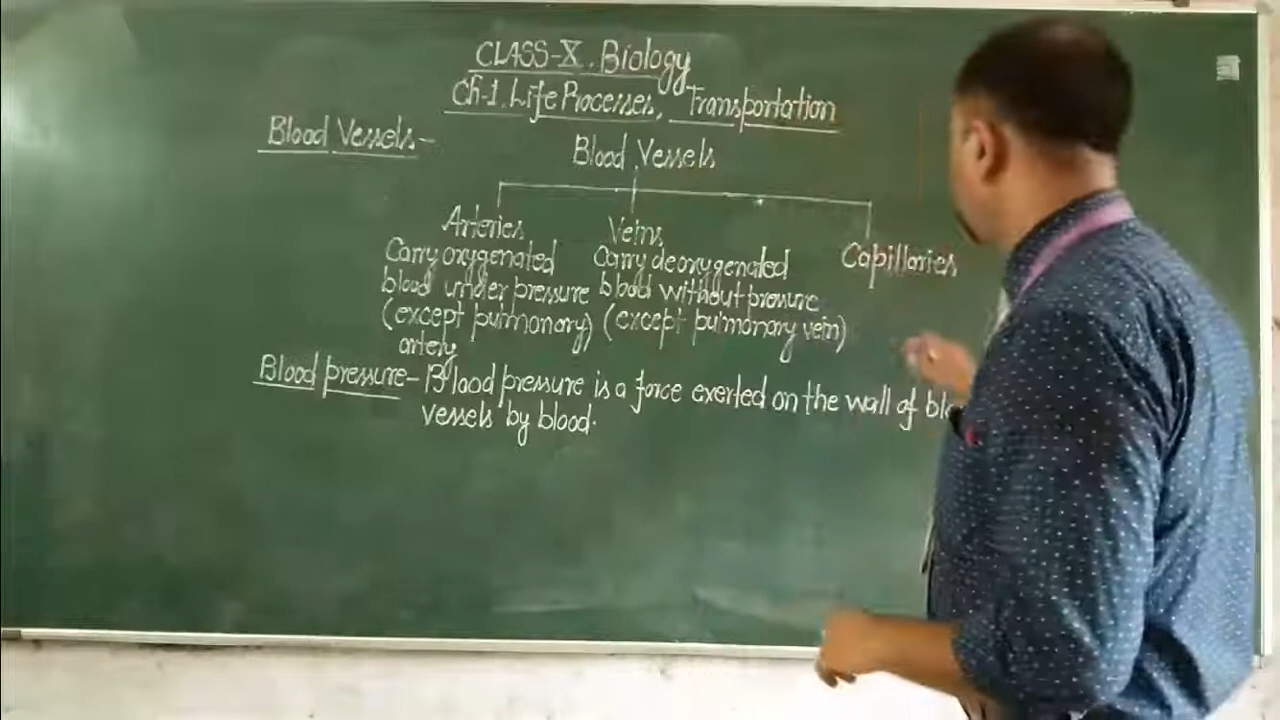 CLASS-X. Biology
Ch-1. Life Processes, Transportation
Blood Vessels-
Blood Vessels
Arteries
Carry oxygenated
blood under pressure
(except pulmonary)
artery
Veins
Carry deoxygenated
blood without pressure
(except pulmonary vein)
Capillaries
Blood pressure- Blood pressure is a force exerted on the wall of
vessels by blood.